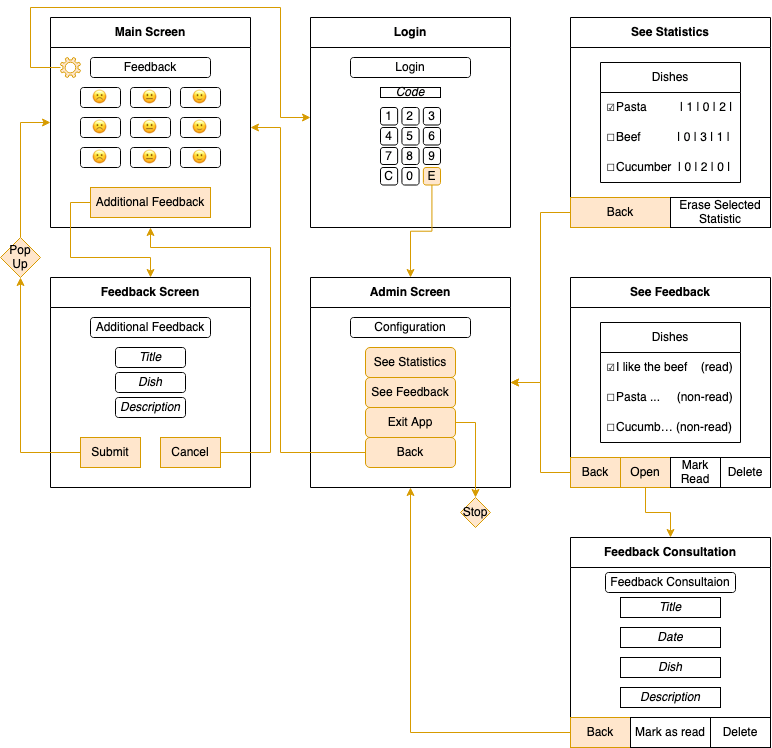 Main Screen
Feedback
Additional Feedback
Login
Login
Code
1 2 3
4 5 6
7 8 9
C 0 E
See Statistics
Dishes
Pasta | 1 | 0 | 2 |
Beef | 0 | 3 | 1 |
Cucumber | 0 | 2 | 0 |
Back
Erase Selected
Statistic
Pop
Up
Feedback Screen
Additional Feedback
Title
Dish
Description
Submit
Cancel
Admin Screen
Configuration
See Statistics
See Feedback
Exit App
Back
Stop
See Feedback
Dishes
I like the beef (read)
Pasta ... (non-read)
Cucumb... (non-read)
Back
Open
Mark
Read
Delete
Feedback Consultation
Feedback Consultaion
Title
Date
Dish
Description
Back
Mark as read
Delete